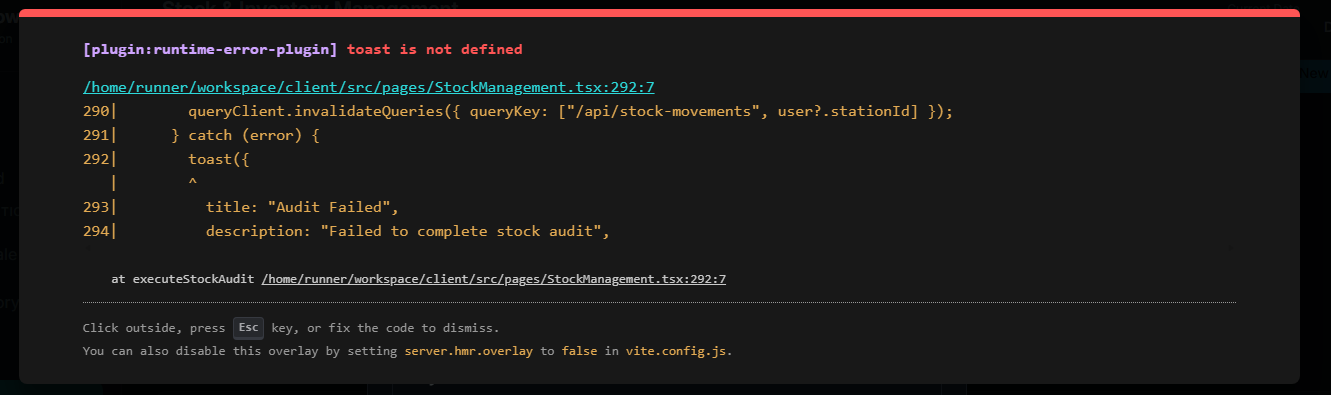 Stock & Inventory Management
[plugin:runtime-error-plugin] toast is not defined
/home/runner/workspace/client/src/pages/StockManagement.tsx:292:7
290|        queryClient.invalidateQueries({ queryKey: ["/api/stock-movements", user?.stationId] });
291|      } catch (error) {
292|        toast({
   |        ^
293|          title: "Audit Failed",
294|          description: "Failed to complete stock audit",
at executeStockAudit /home/runner/workspace/client/src/pages/StockManagement.tsx:292:7
Click outside, press Esc key, or fix the code to dismiss.
You can also disable this overlay by setting server.hmr.overlay to false in vite.config.js.
New